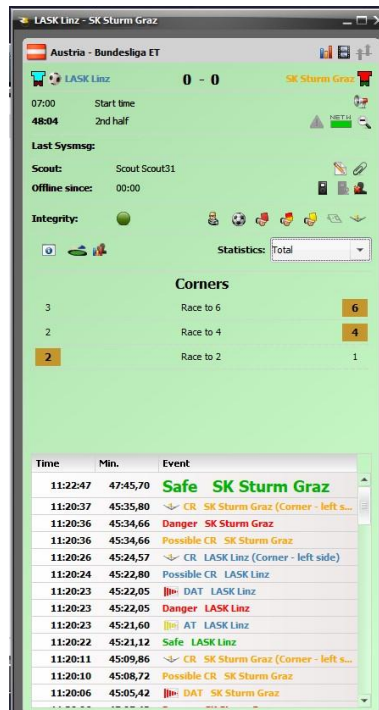 LASK Linz - SK Sturm Graz
Austria - Bundesliga ET
LASK Linz 0 - 0 SK Sturm Graz
07:00 Start time
48:04 2nd half
NETW
Last Sysmsg:
Scout: Scout Scout31
Offline since: 00:00
Integrity:
Statistics: Total
Corners
3 Race to 6 6
2 Race to 4 4
2 Race to 2 1
Time Min. Event
11:22:47 47:45,70 Safe SK Sturm Graz
11:20:37 45:35,80 CR SK Sturm Graz (Corner - left s...
11:20:36 45:34,66 Danger SK Sturm Graz
11:20:36 45:34,66 Possible CR SK Sturm Graz
11:20:26 45:24,57 CR LASK Linz (Corner - left side)
11:20:24 45:22,80 Possible CR LASK Linz
11:20:23 45:22,05 DAT LASK Linz
11:20:23 45:22,05 Danger LASK Linz
11:20:23 45:21,60 AT LASK Linz
11:20:22 45:21,12 Safe LASK Linz
11:20:11 45:09,86 CR SK Sturm Graz (Corner - left s...
11:20:10 45:08,72 Possible CR SK Sturm Graz
11:20:06 45:05,42 DAT SK Sturm Graz